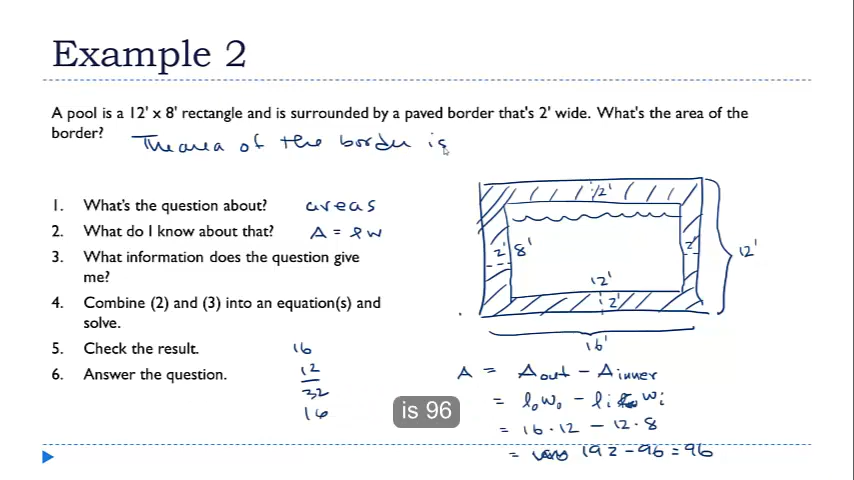 Example 2
A pool is a 12' x 8' rectangle and is surrounded by a paved border that's 2' wide. What's the area of the
border? The area of the border is
1. What's the question about? areas
2. What do I know about that? A = lw
3. What information does the question give
me?
4. Combine (2) and (3) into an equation(s) and
solve.
5. Check the result.
6. Answer the question.
16
12
32
16
2'
2' 8' 2' 12'
12'
2'
16'
A = Aout - Ainner
= lowo - li wi
= 16·12 - 12·8
= 192 - 96 = 96
is 96